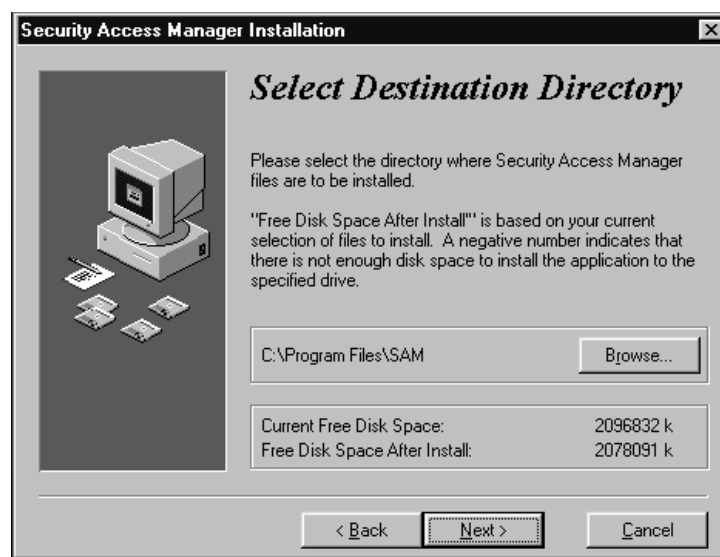 Security Access Manager Installation
Select Destination Directory
Please select the directory where Security Access Manager
files are to be installed.
"Free Disk Space After Install"' is based on your current
selection of files to install. A negative number indicates that
there is not enough disk space to install the application to the
specified drive.
C:\Program Files\SAM
Browse...
Current Free Disk Space: 2096832 k
Free Disk Space After Install: 2078091 k
< Back Next > Cancel